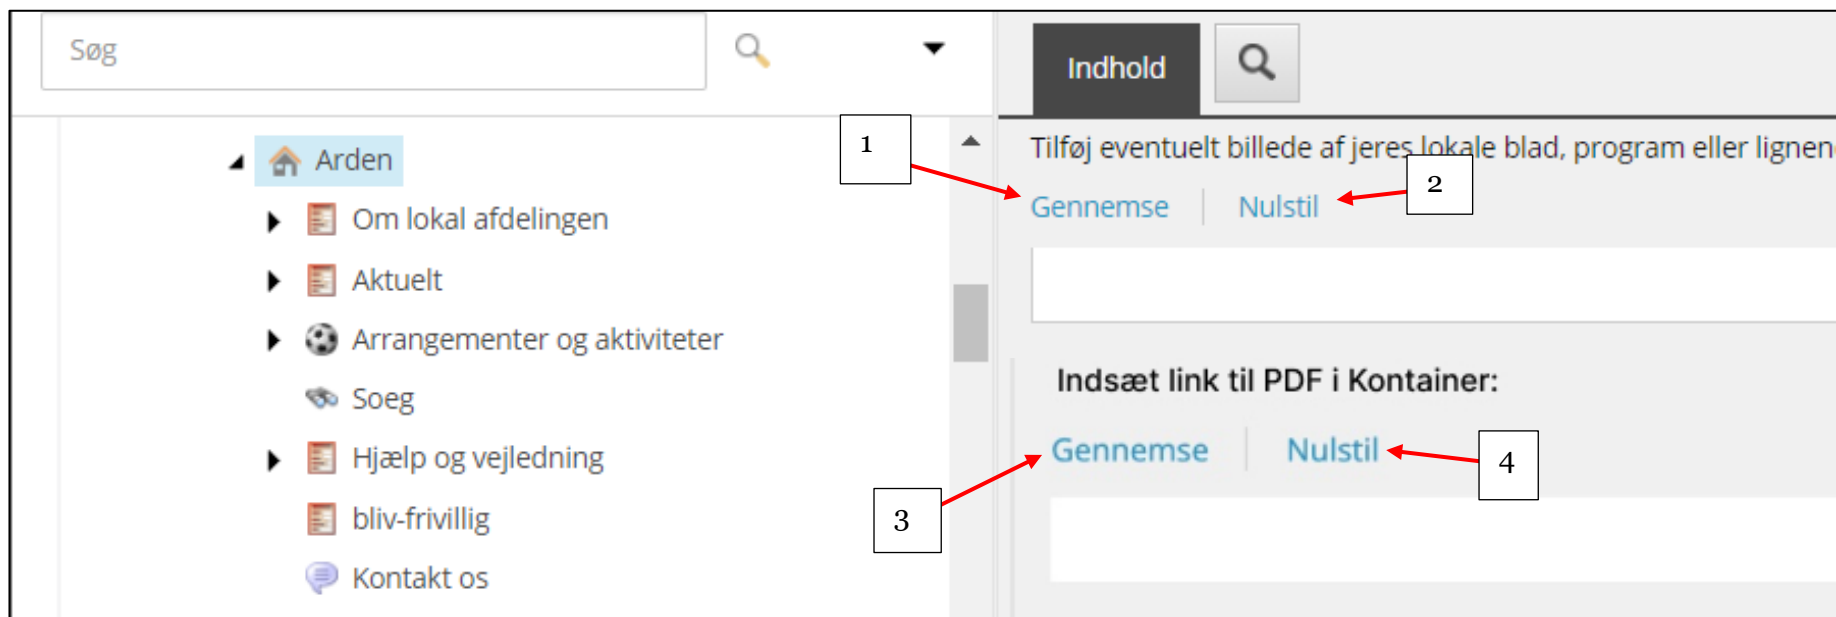 Søg
Arden
Om lokal afdelingen
Aktuelt
Arrangementer og aktiviteter
Soeg
Hjælp og vejledning
bliv-frivillig
Kontakt os
Indhold
1
Tilføj eventuelt billede af jeres lokale blad, program eller
2
Gennemse Nulstil
Indsæt link til PDF i Kontainer:
Gennemse Nulstil
4
3